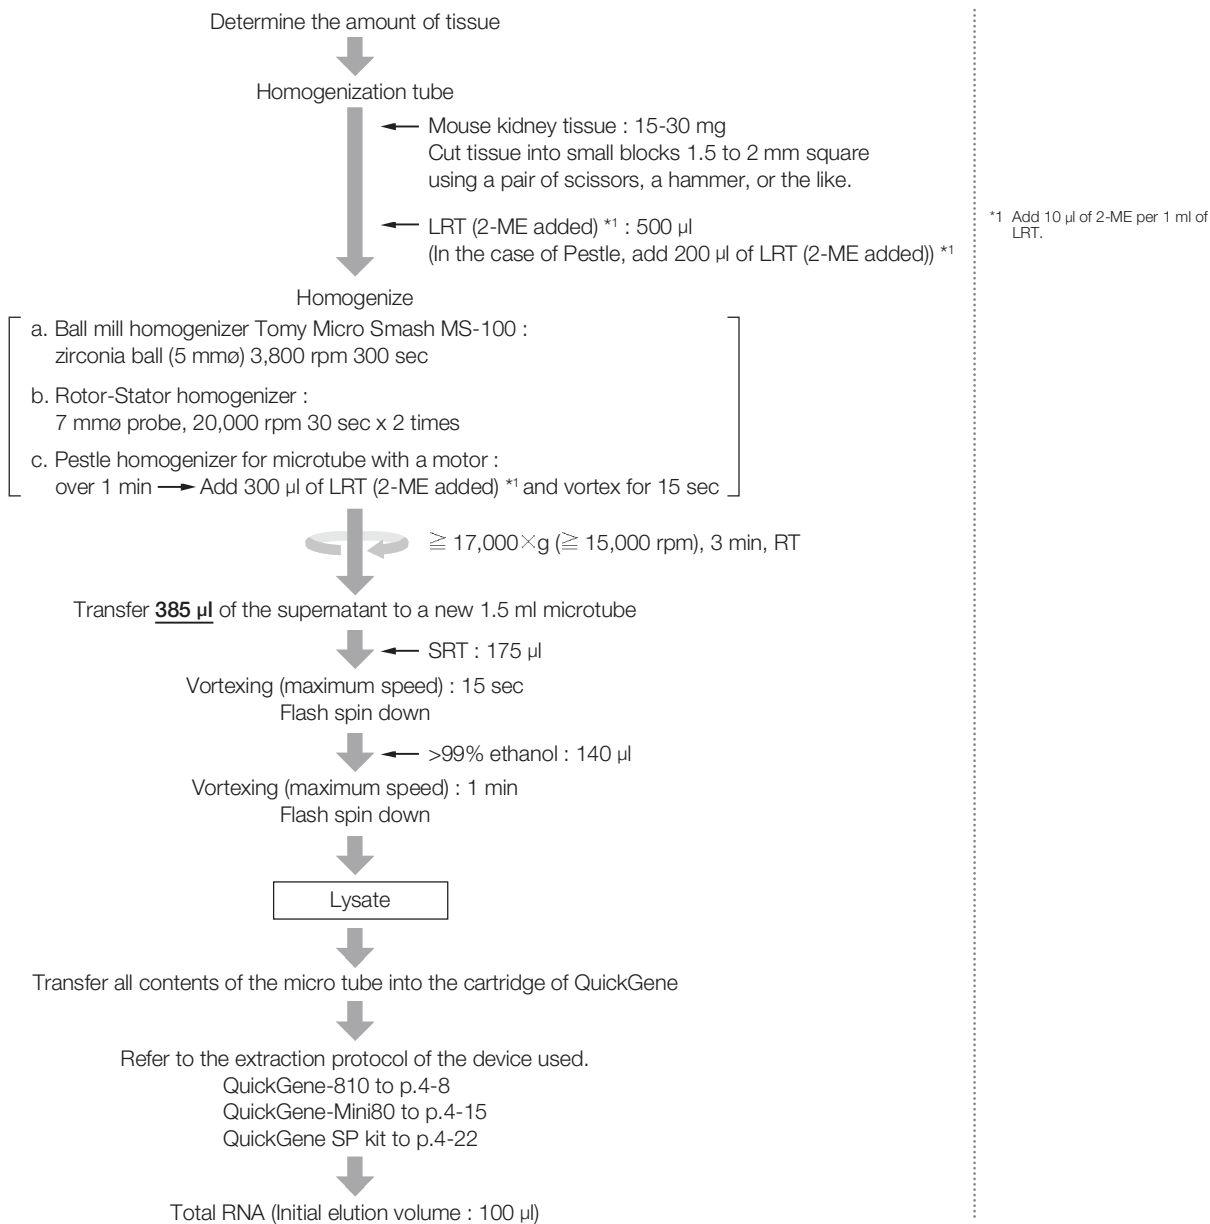 Determine the amount of tissue
Homogenization tube
Mouse kidney tissue : 15-30 mg
Cut tissue into small blocks 1.5 to 2 mm square
using a pair of scissors, a hammer, or the like.
LRT (2-ME added) *1 : 500 µl
(In the case of Pestle, add 200 µl of LRT (2-ME added)) *1
*1 Add 10 µl of 2-ME per 1 ml of
LRT.
Homogenize
a. Ball mill homogenizer Tomy Micro Smash MS-100 :
zirconia ball (5 mmø) 3,800 rpm 300 sec
b. Rotor-Stator homogenizer :
7 mmø probe, 20,000 rpm 30 sec x 2 times
c. Pestle homogenizer for microtube with a motor :
over 1 min → Add 300 µl of LRT (2-ME added) *1 and vortex for 15 sec
≧ 17,000×g (≧ 15,000 rpm), 3 min, RT
Transfer 385 µl of the supernatant to a new 1.5 ml microtube
SRT : 175 µl
Vortexing (maximum speed) : 15 sec
Flash spin down
>99% ethanol : 140 µl
Vortexing (maximum speed) : 1 min
Flash spin down
Lysate
Transfer all contents of the micro tube into the cartridge of QuickGene
Refer to the extraction protocol of the device used.
QuickGene-810 to p.4-8
QuickGene-Mini80 to p.4-15
QuickGene SP kit to p.4-22
Total RNA (Initial elution volume : 100 µl)